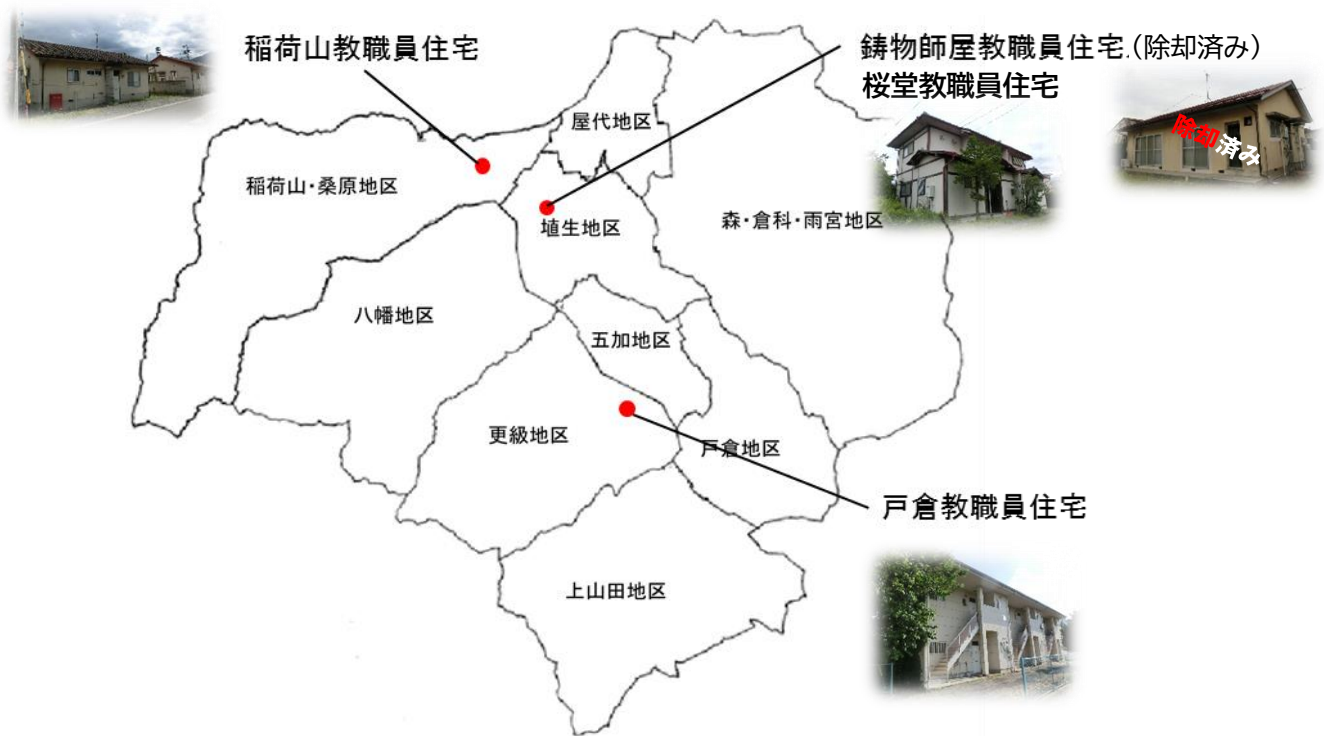 稲荷山教職員住宅
鋳物師屋教職員住宅(除却済み)
桜堂教職員住宅
除却済み
屋代地区
稲荷山・桑原地区
埴生地区
森・倉科・雨宮地区
八幡地区
五加地区
更級地区
戸倉地区
戸倉教職員住宅
上山田地区